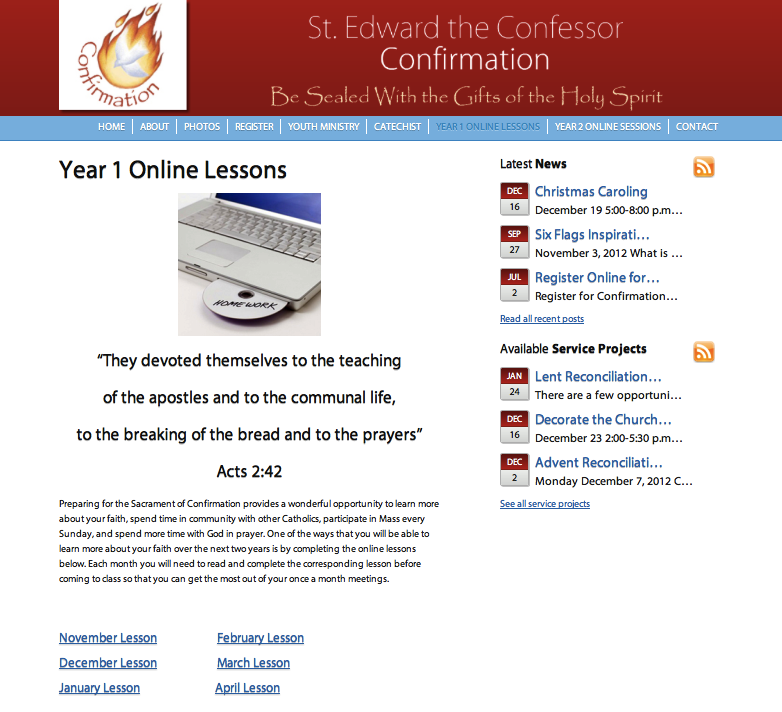 Confirmation
St. Edward the Confessor
Confirmation
Be Sealed With the Gifts of the Holy Spirit
HOME ABOUT PHOTOS REGISTER YOUTH MINISTRY CATECHIST YEAR 1 ONLINE LESSONS YEAR 2 ONLINE SESSIONS CONTACT
Year 1 Online Lessons
HOMEWORK
“They devoted themselves to the teaching
of the apostles and to the communal life,
to the breaking of the bread and to the prayers”
Acts 2:42
Preparing for the Sacrament of Confirmation provides a wonderful opportunity to learn more
about your faith, spend time in community with other Catholics, participate in Mass every
Sunday, and spend more time with God in prayer. One of the ways that you will be able to
learn more about your faith over the next two years is by completing the online lessons
below. Each month you will need to read and complete the corresponding lesson before
coming to class so that you can get the most out of your once a month meetings.
November Lesson February Lesson
December Lesson March Lesson
January Lesson April Lesson
Latest News
DEC
16
Christmas Caroling
December 19 5:00-8:00 p.m…
SEP
27
Six Flags Inspirati…
November 3, 2012 What is …
JUL
2
Register Online for…
Register for Confirmation…
Read all recent posts
Available Service Projects
JAN
24
Lent Reconciliation…
There are a few opportuni…
DEC
16
Decorate the Church…
December 23 2:00-5:30 p.m…
DEC
2
Advent Reconciliati…
Monday December 7, 2012 C…
See all service projects